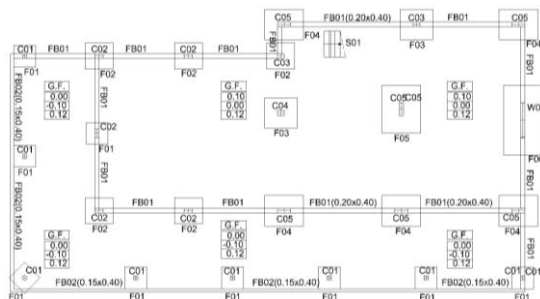 C05 FB01(0.20x0.40) C03 FB01 C05
F04 F03 F04
FB01 S01
C01 FB01 C02 FB01 C02 FB01 C03
F01 F02 F02 F02
FB01
G.F. G.F. G.F.
0.00 0.00 0.10
-0.10 -0.10 0.00
0.12 0.12 0.12
FB02(0.15x0.40)
FB01
C04 C05 C05
F03 F05
W0
F0
C02
F01
C01
F01
FB01
FB01
FB02(0.15x0.40)
C02 FB01 C02 FB01 C05 FB01(0.20x0.40) C05 FB01(0.20x0.40) C05
F02 F02 F04 F04 F04
G.F. G.F. G.F.
0.00 0.00 0.00
-0.10 -0.10 -0.10
0.12 0.12 0.12
FB01
C01 C01 C01 C01 C01 C01 C01
FB02(0.15x0.40) FB02(0.15x0.40) FB02(0.15x0.40)
F01 F01 F01 F01 F01 F01